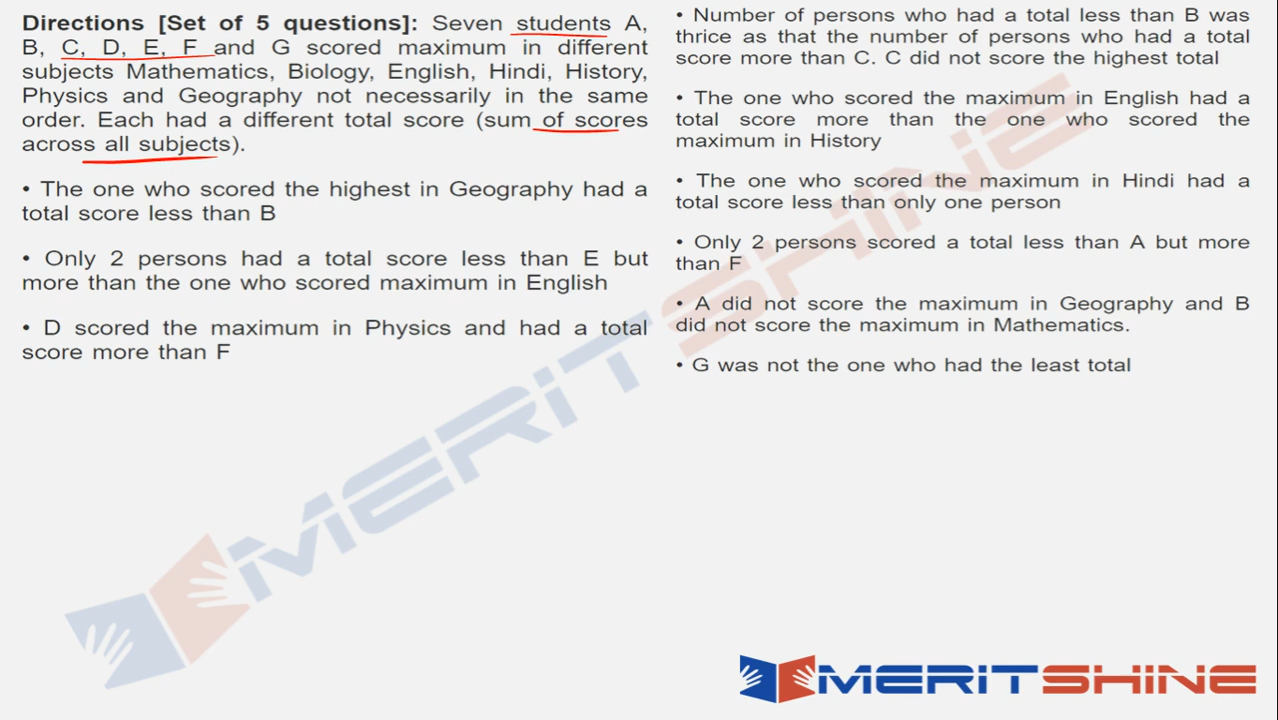 Directions [Set of 5 questions]: Seven students A,
B, C, D, E, F and G scored maximum in different
subjects Mathematics, Biology, English, Hindi, History,
Physics and Geography not necessarily in the same
order. Each had a different total score (sum of scores
across all subjects).
• The one who scored the highest in Geography had a
total score less than B
• Only 2 persons had a total score less than E but
more than the one who scored maximum in English
• D scored the maximum in Physics and had a total
score more than F
• Number of persons who had a total less than B was
thrice as that the number of persons who had a total
score more than C. C did not score the highest total
• The one who scored the maximum in English had a
total score more than the one who scored the
maximum in History
• The one who scored the maximum in Hindi had a
total score less than only one person
• Only 2 persons scored a total less than A but more
than F
• A did not score the maximum in Geography and B
did not score the maximum in Mathematics.
• G was not the one who had the least total
MERITSHINE
MERITSHINE